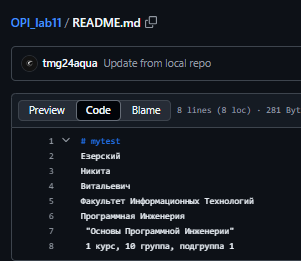 OPI_lab11 / README.md
tmg24aqua Update from local repo
Preview Code Blame 8 lines (8 loc) · 281 Byt
1 # mytest
2 Езерский
3 Никита
4 Витальевич
5 Факультет Информационных Технологий
6 Программная Инженерия
7 "Основы Программной Инженерии"
8 1 курс, 10 группа, подгруппа 1